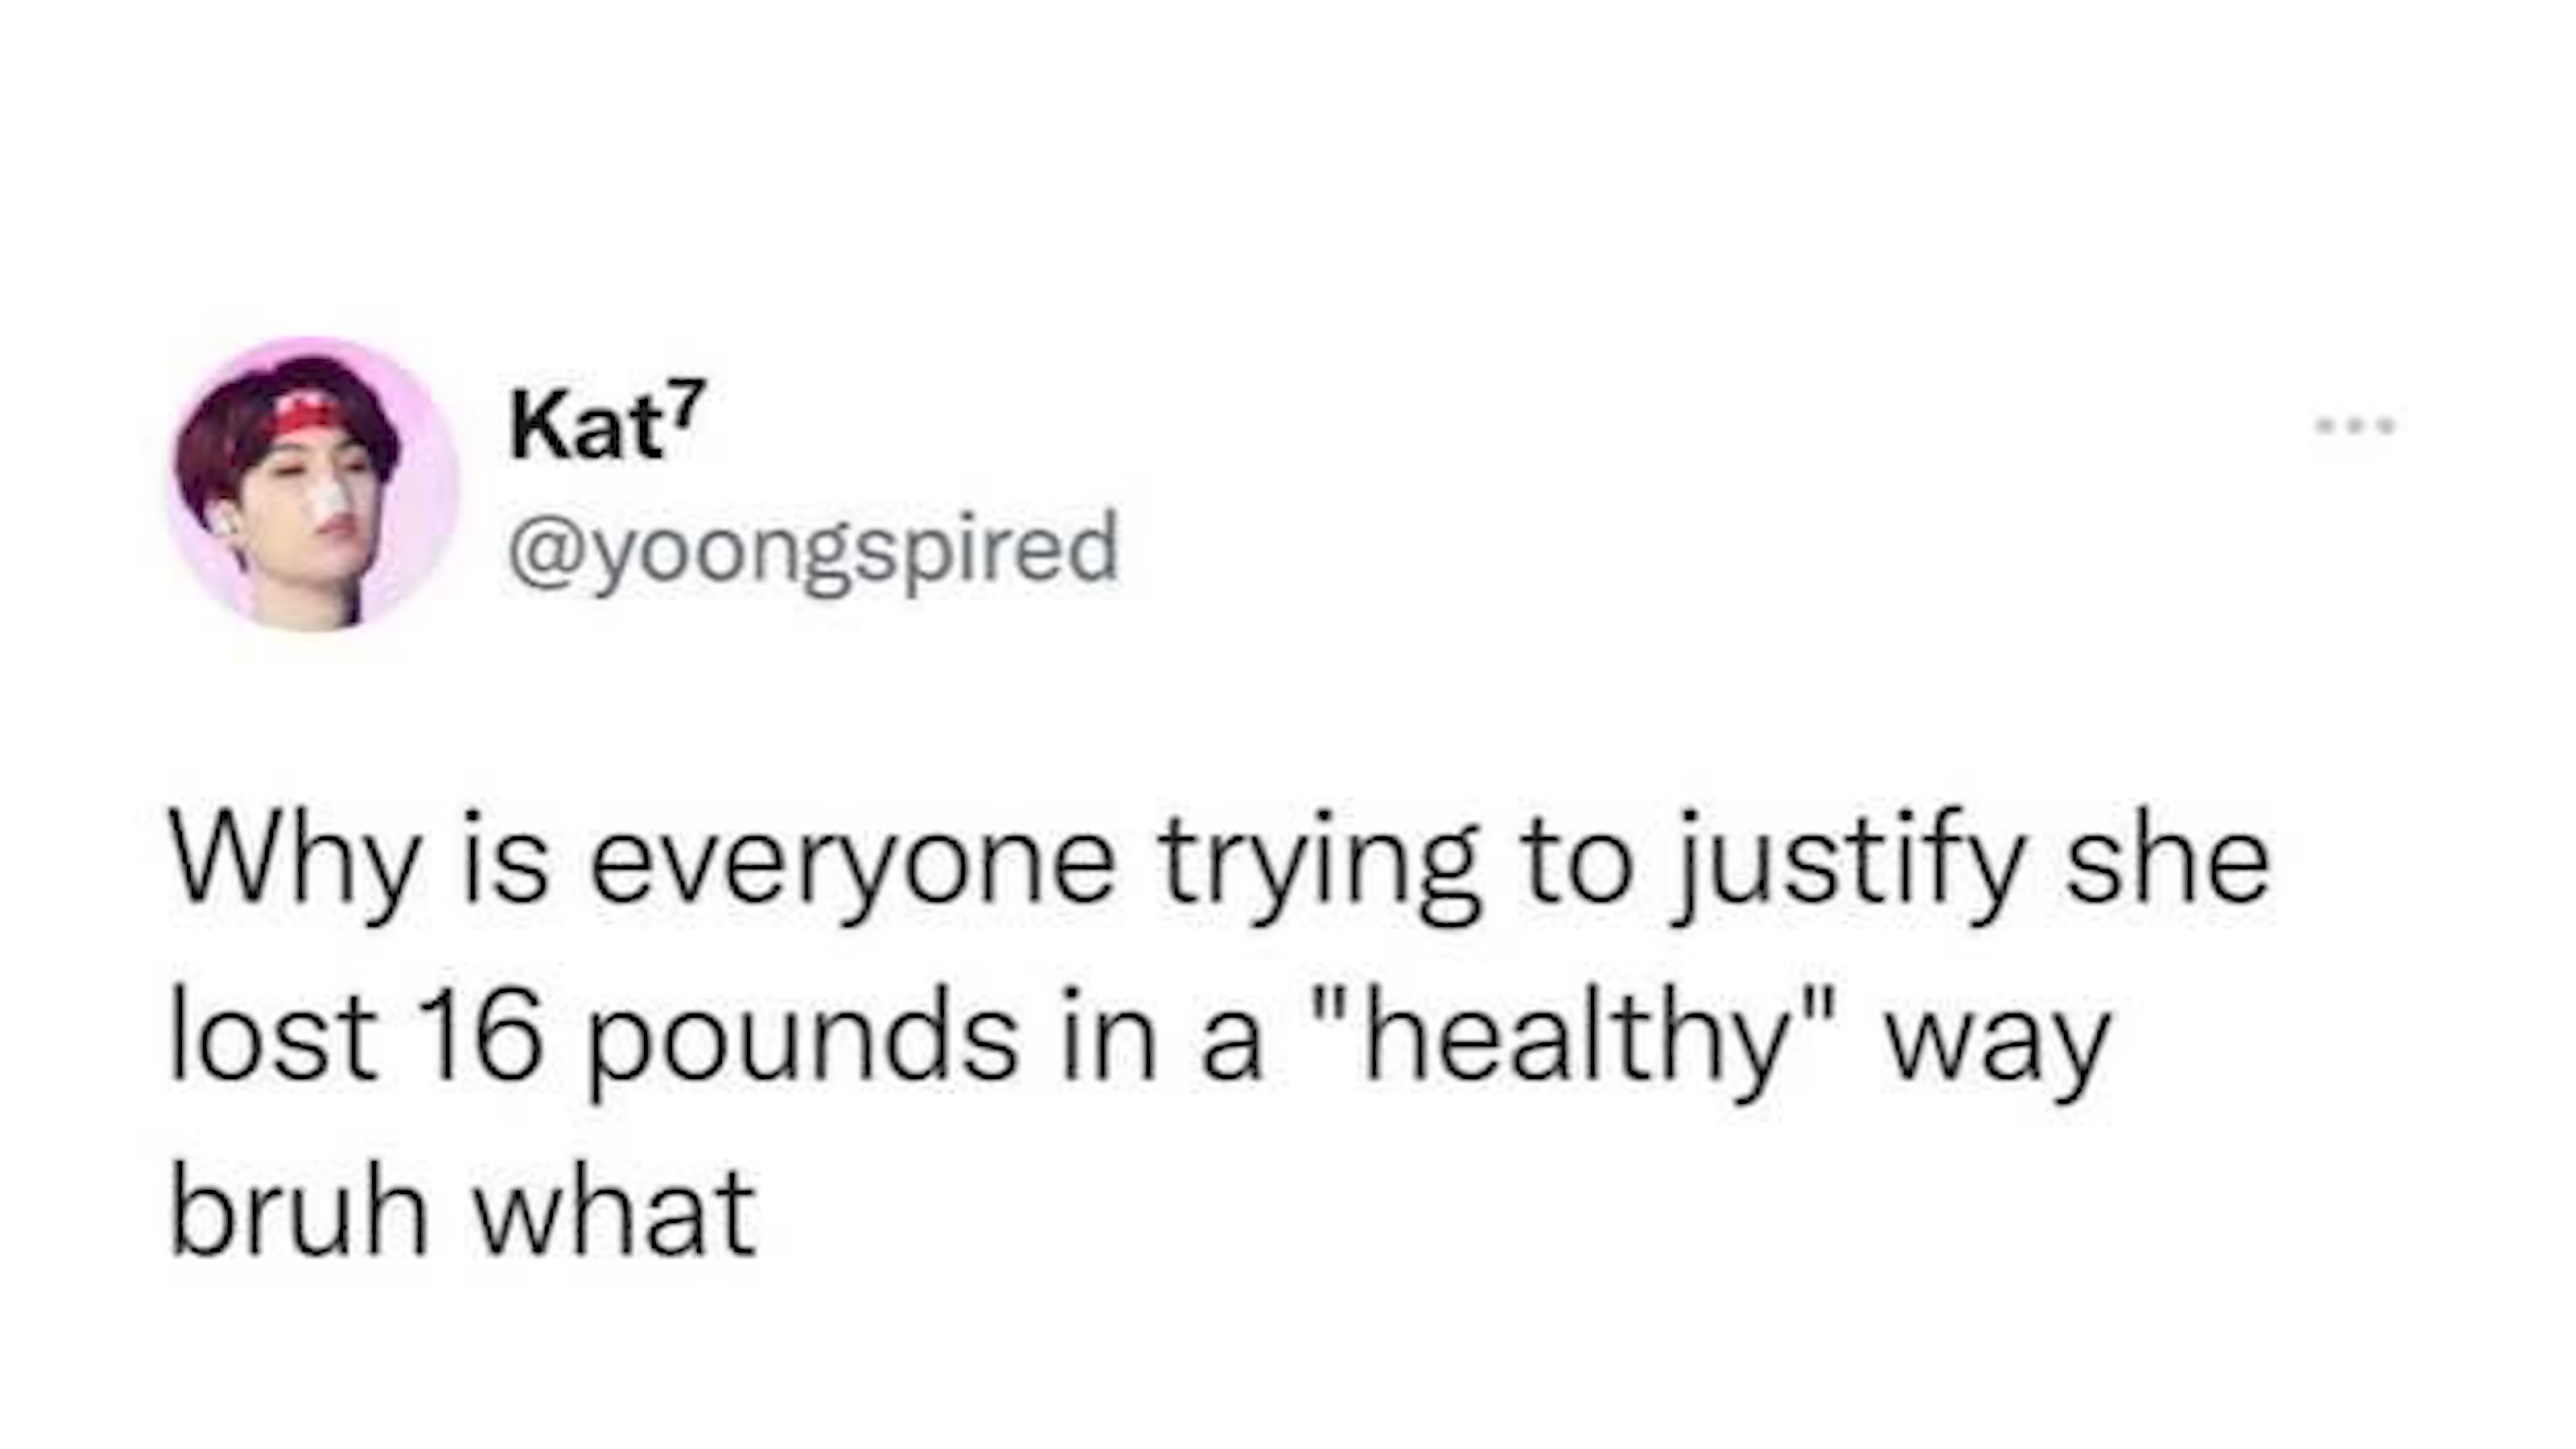 Kat⁷
@yoongspired
Why is everyone trying to justify she
lost 16 pounds in a "healthy" way
bruh what